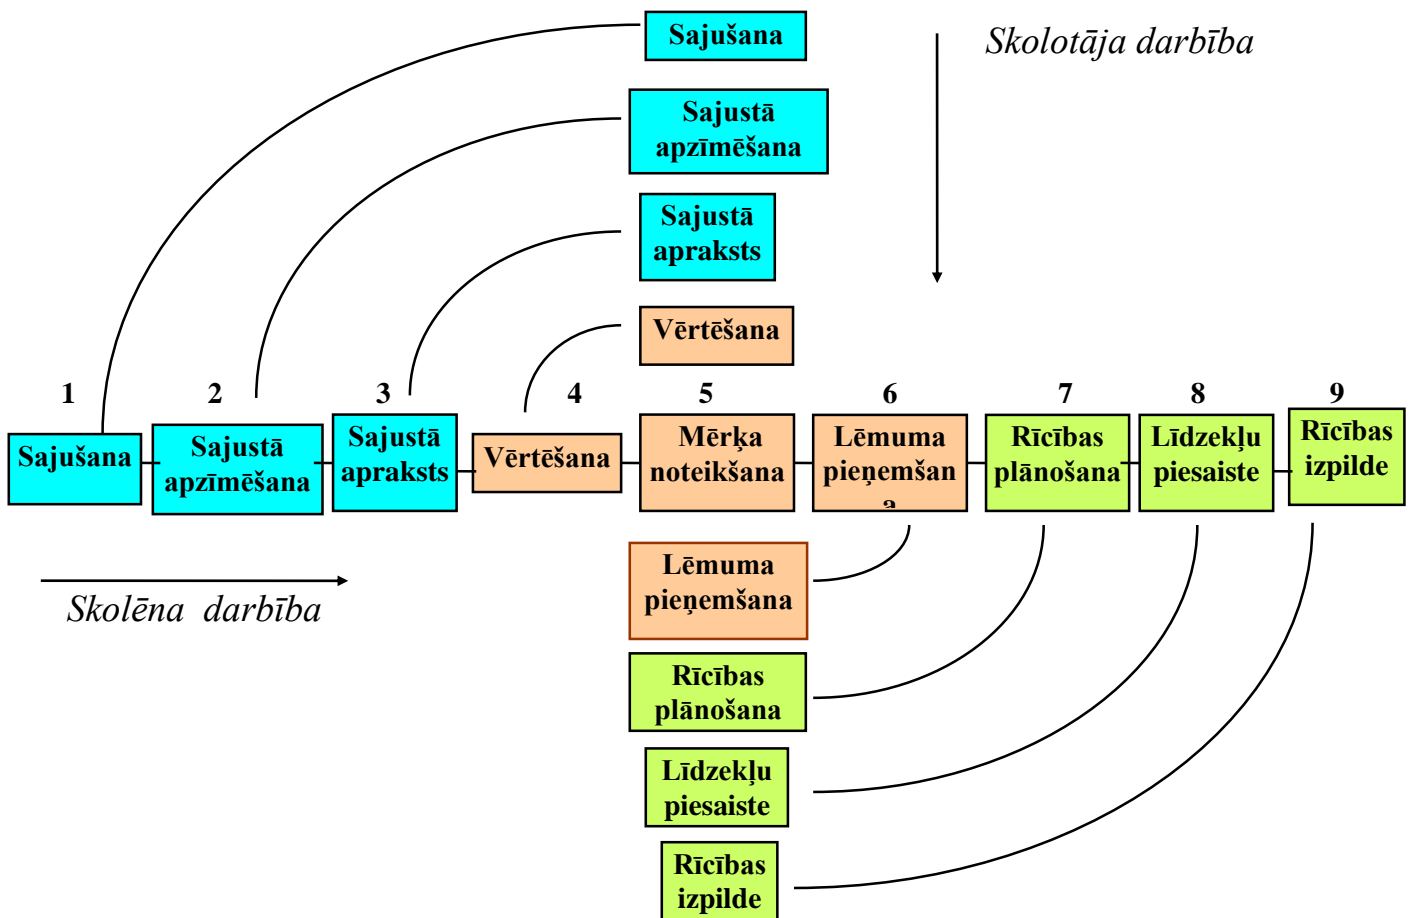 Sajušana
Skolotāja darbība
Sajustā
apzīmēšana
Sajustā
apraksts
Vērtēšana
1 2 3 4 5 6 7 8 9
Sajušana
Sajustā
apzīmēšana
Sajustā
apraksts
Vērtēšana
Mērķa
noteikšana
Lēmuma
pieņemšan
a
Rīcības
plānošana
Līdzekļu
piesaiste
Rīcības
izpilde
Skolēna darbība
Lēmuma
pieņemšana
Rīcības
plānošana
Līdzekļu
piesaiste
Rīcības
izpilde